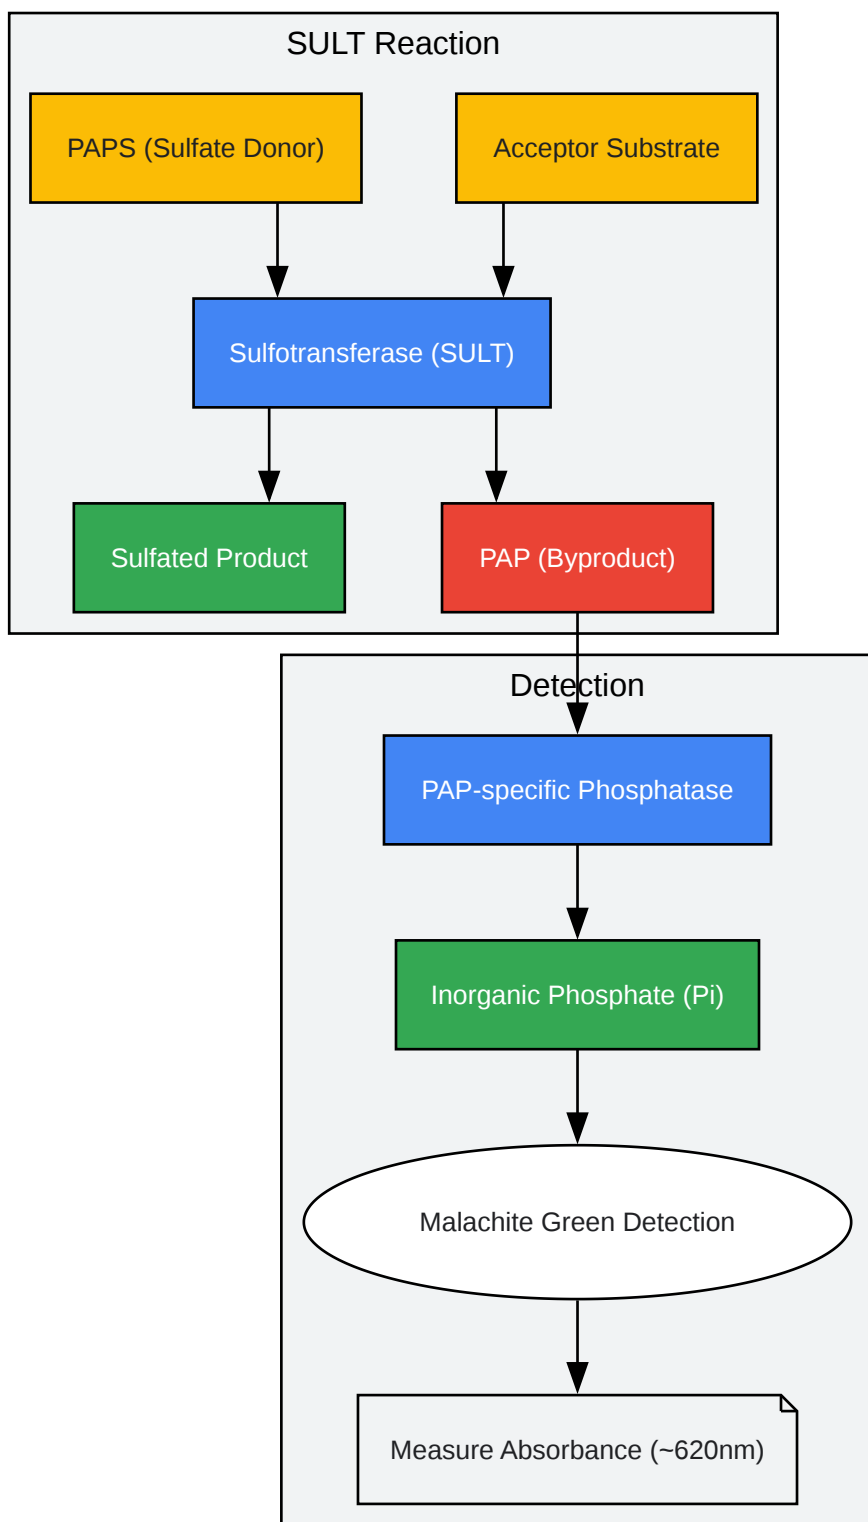 SULT Reaction
PAPS (Sulfate Donor)
Acceptor Substrate
Sulfotransferase (SULT)
Sulfated Product
PAP (Byproduct)
Detection
PAP-specific Phosphatase
Inorganic Phosphate (Pi)
Malachite Green Detection
Measure Absorbance (~620nm)